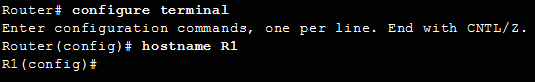 Router# configure terminal
Enter configuration commands, one per line. End with CNTL/Z.
Router(config)# hostname R1
R1(config)#